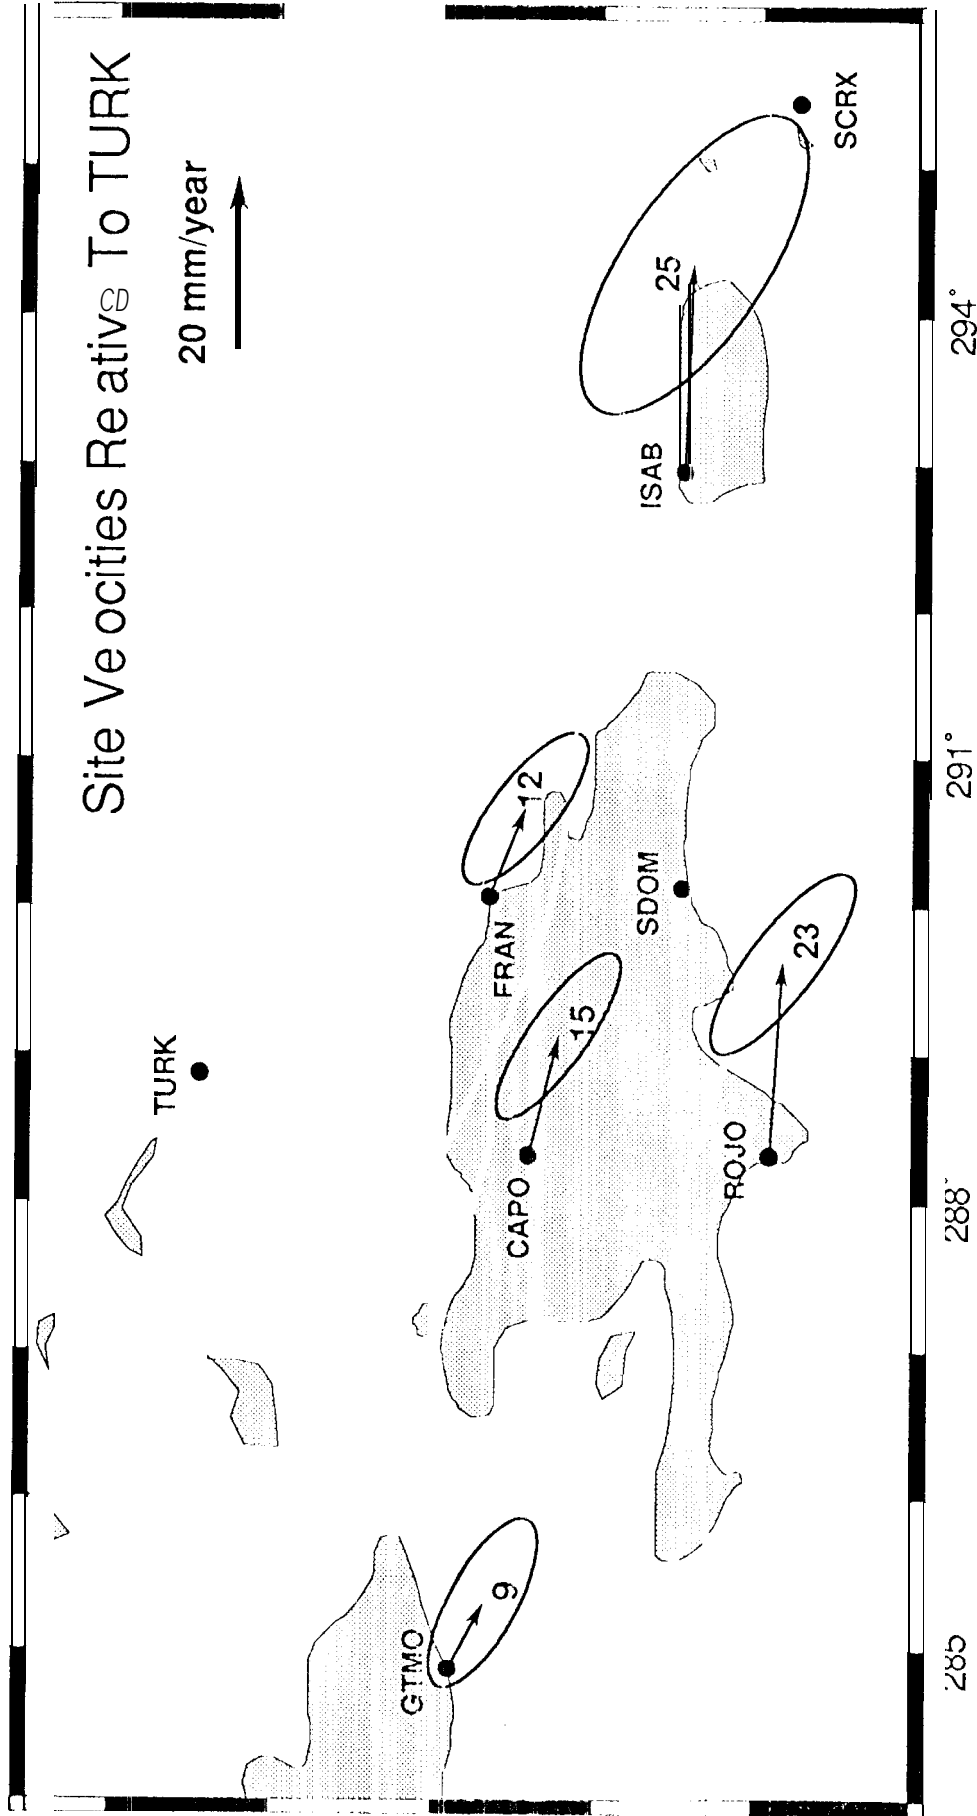 Site Ve ocities Re ative To TURK
20 mm/year
TURK
GTMO
9
CAPO
15
FRAN
12
ROJO
23
SDOM
ISAB
25
SCRX
285
288°
291°
294°